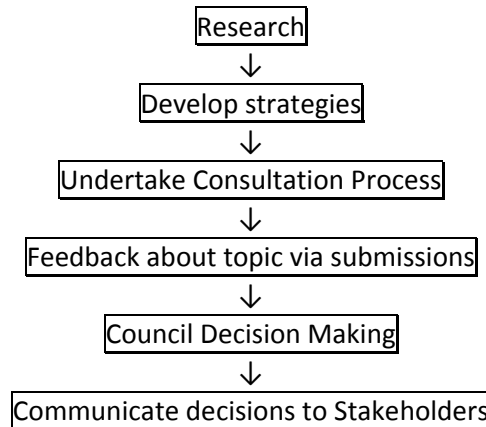 Research
Develop strategies
Undertake Consultation Process
Feedback about topic via submissions
Council Decision Making
Communicate decisions to Stakeholders